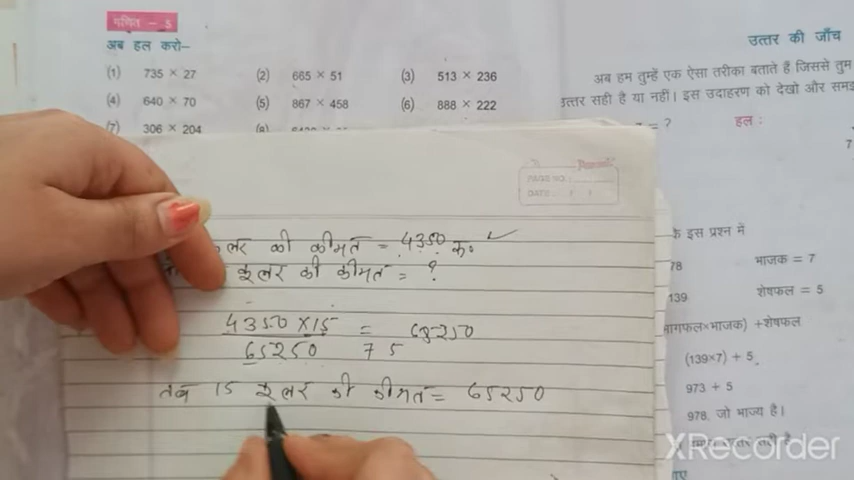 गणित – 5
अब हल करो–
(1) 735 × 27 (2) 665 × 51 (3) 513 × 236
(4) 640 × 70 (5) 867 × 458 (6) 888 × 222
(7) 306 × 204 (8)
उत्तर की जाँच
अब हम तुम्हें एक ऐसा तरीका बताते हैं जिससे तुम
उत्तर सही है या नहीं। इस उदाहरण को देखो और
= ? हल :
7
PAGE NO.:
DATE:
की कीमत = 4350 रू. ✓
कूलर की कीमत = ?
4350 × 15 = 65250
65250 75
तब 15 कूलर की कीमत = 65250
के इस प्रश्न में
78 भाजक = 7
139 शेषफल = 5
भागफल×भाजक) + शेषफल
(139×7) + 5
973 + 5
978. जो भाज्य है।
XRecorder